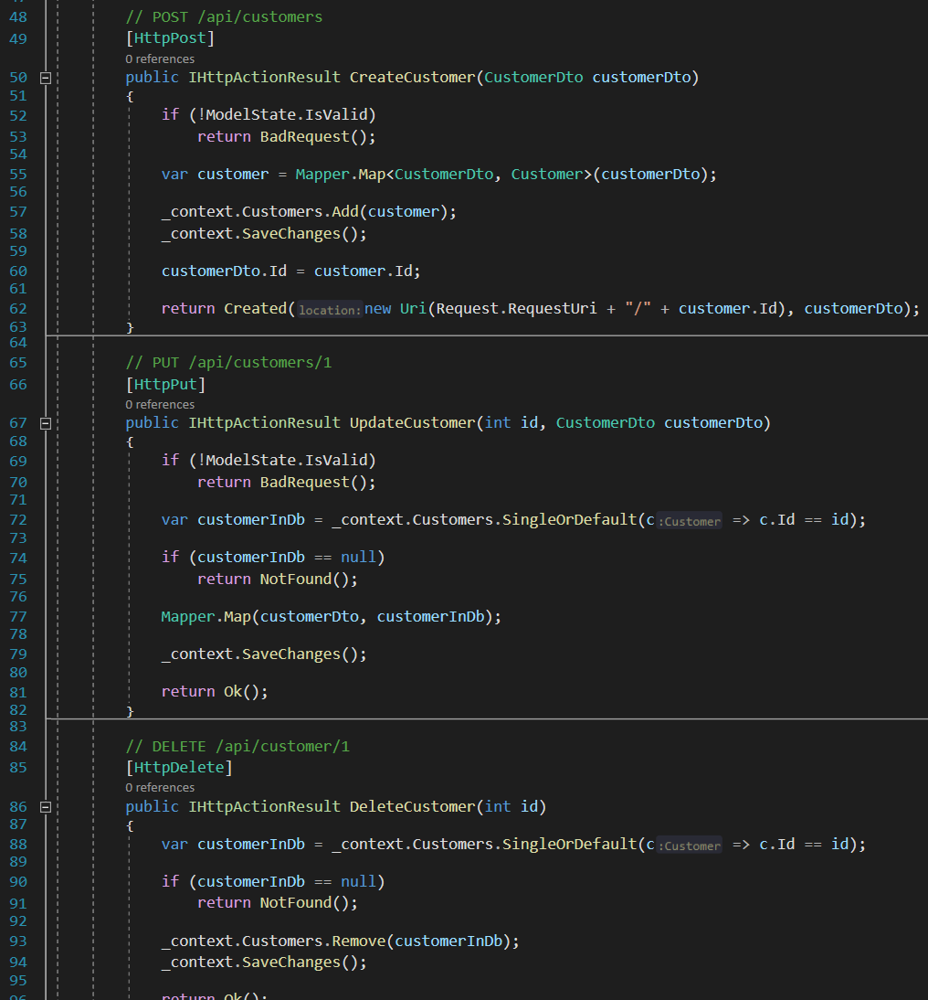 48 // POST /api/customers
49 [HttpPost]
0 references
50 public IHttpActionResult CreateCustomer(CustomerDto customerDto)
51 {
52 if (!ModelState.IsValid)
53 return BadRequest();
54
55 var customer = Mapper.Map<CustomerDto, Customer>(customerDto);
56
57 _context.Customers.Add(customer);
58 _context.SaveChanges();
59
60 customerDto.Id = customer.Id;
61
62 return Created(location:new Uri(Request.RequestUri + "/" + customer.Id), customerDto);
63 }
64
65 // PUT /api/customers/1
66 [HttpPut]
0 references
67 public IHttpActionResult UpdateCustomer(int id, CustomerDto customerDto)
68 {
69 if (!ModelState.IsValid)
70 return BadRequest();
71
72 var customerInDb = _context.Customers.SingleOrDefault(c:Customer => c.Id == id);
73
74 if (customerInDb == null)
75 return NotFound();
76
77 Mapper.Map(customerDto, customerInDb);
78
79 _context.SaveChanges();
80
81 return Ok();
82 }
83
84 // DELETE /api/customer/1
85 [HttpDelete]
0 references
86 public IHttpActionResult DeleteCustomer(int id)
87 {
88 var customerInDb = _context.Customers.SingleOrDefault(c:Customer => c.Id == id);
89
90 if (customerInDb == null)
91 return NotFound();
92
93 _context.Customers.Remove(customerInDb);
94 _context.SaveChanges();
95
96 return Ok();